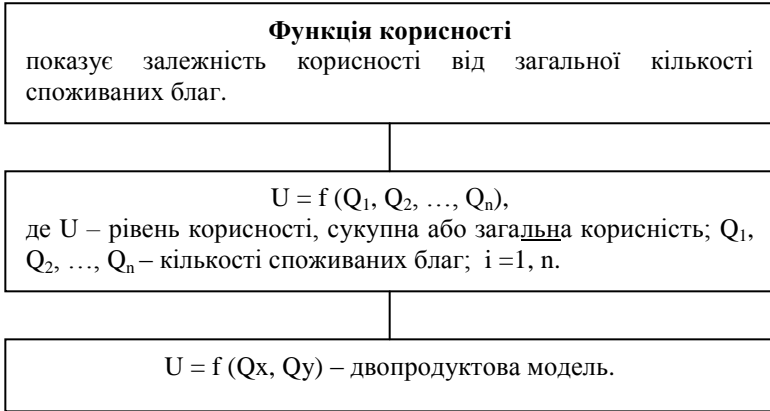 Функція корисності
показує залежність корисності від загальної кількості
споживаних благ.
U = f (Q₁, Q₂, …, Qₙ),
де U – рівень корисності, сукупна або загальна корисність; Q₁,
Q₂, …, Qₙ – кількості споживаних благ; i =1, n.
U = f (Qx, Qy) – двопродуктова модель.